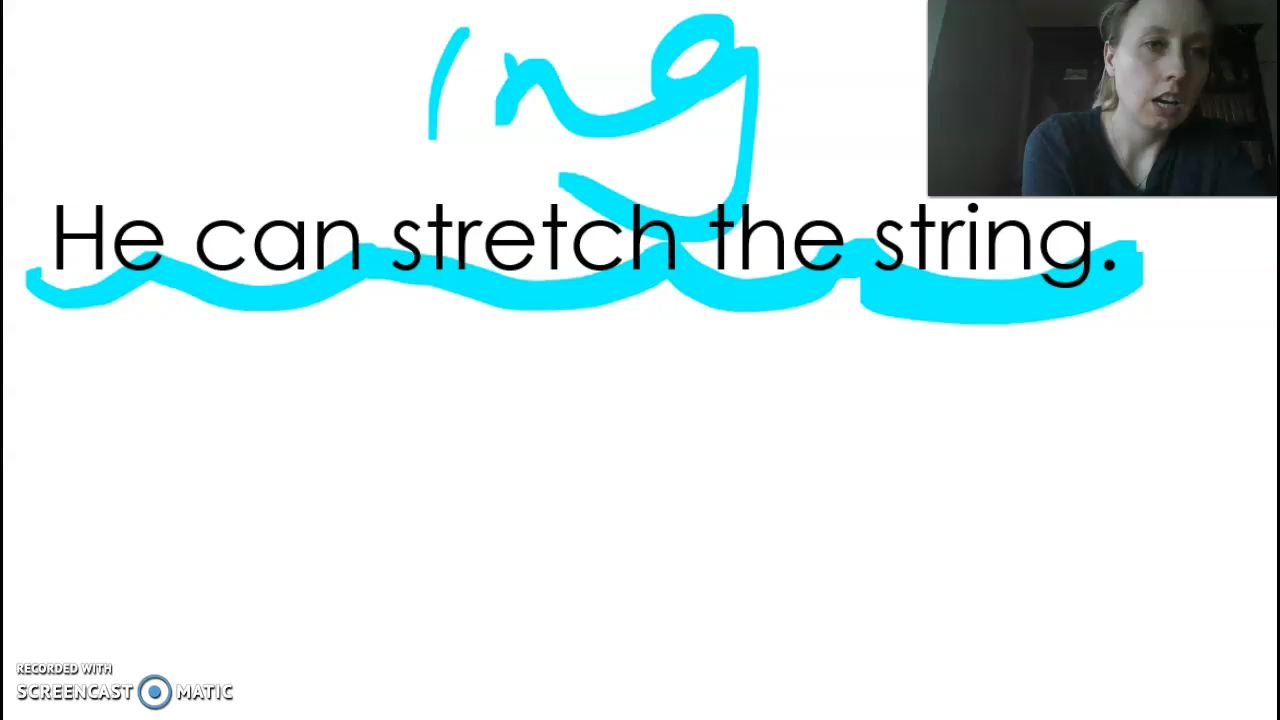 ing
He can stretch the string.
RECORDED WITH
SCREENCAST MATIC